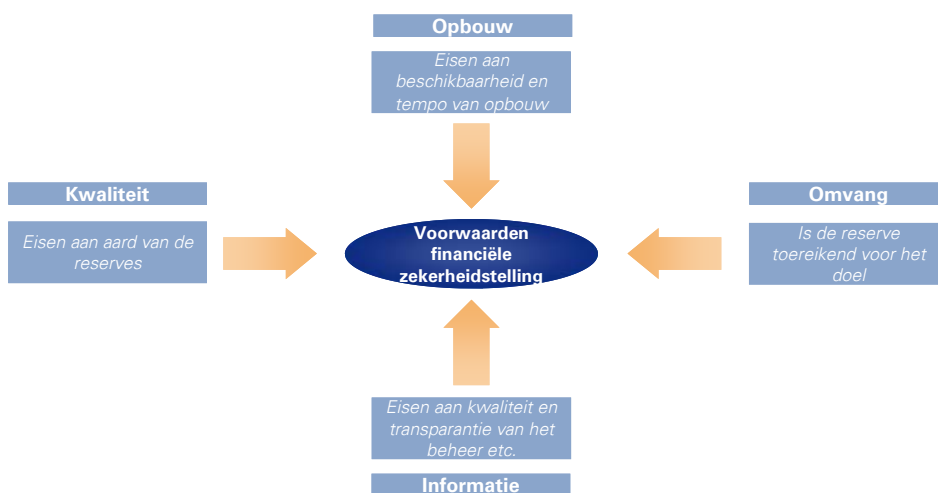 Opbouw
Eisen aan
beschikbaarheid en
tempo van opbouw
Kwaliteit
Eisen aan aard van de
reserves
Voorwaarden
financiële
zekerheidstelling
Omvang
Is de reserve
toereikend voor het
doel
Eisen aan kwaliteit en
transparantie van het
beheer etc.
Informatie